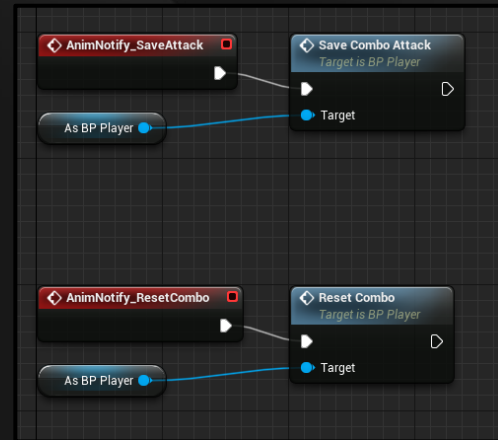 AnimNotify_SaveAttack
Save Combo Attack
Target is BP Player
As BP Player
Target
AnimNotify_ResetCombo
Reset Combo
Target is BP Player
As BP Player
Target